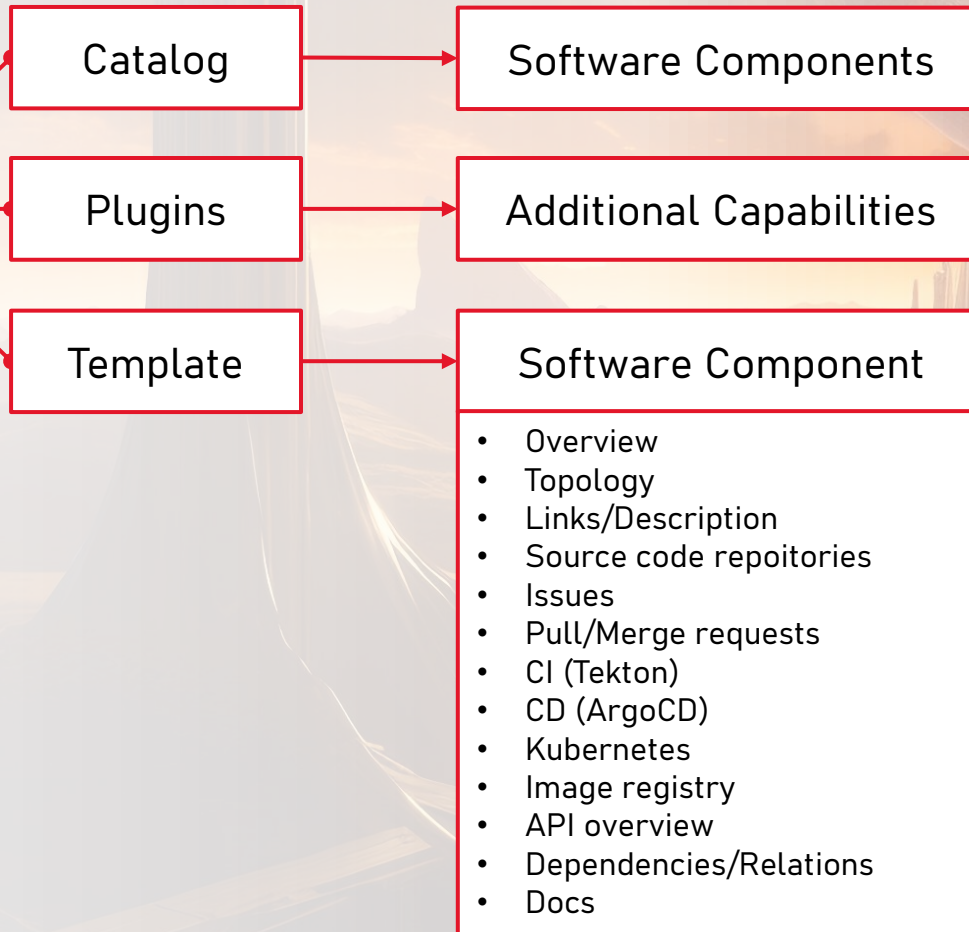 Catalog
Software Components
Plugins
Additional Capabilities
Template
Software Component
• Overview
• Topology
• Links/Description
• Source code repoitories
• Issues
• Pull/Merge requests
• CI (Tekton)
• CD (ArgoCD)
• Kubernetes
• Image registry
• API overview
• Dependencies/Relations
• Docs